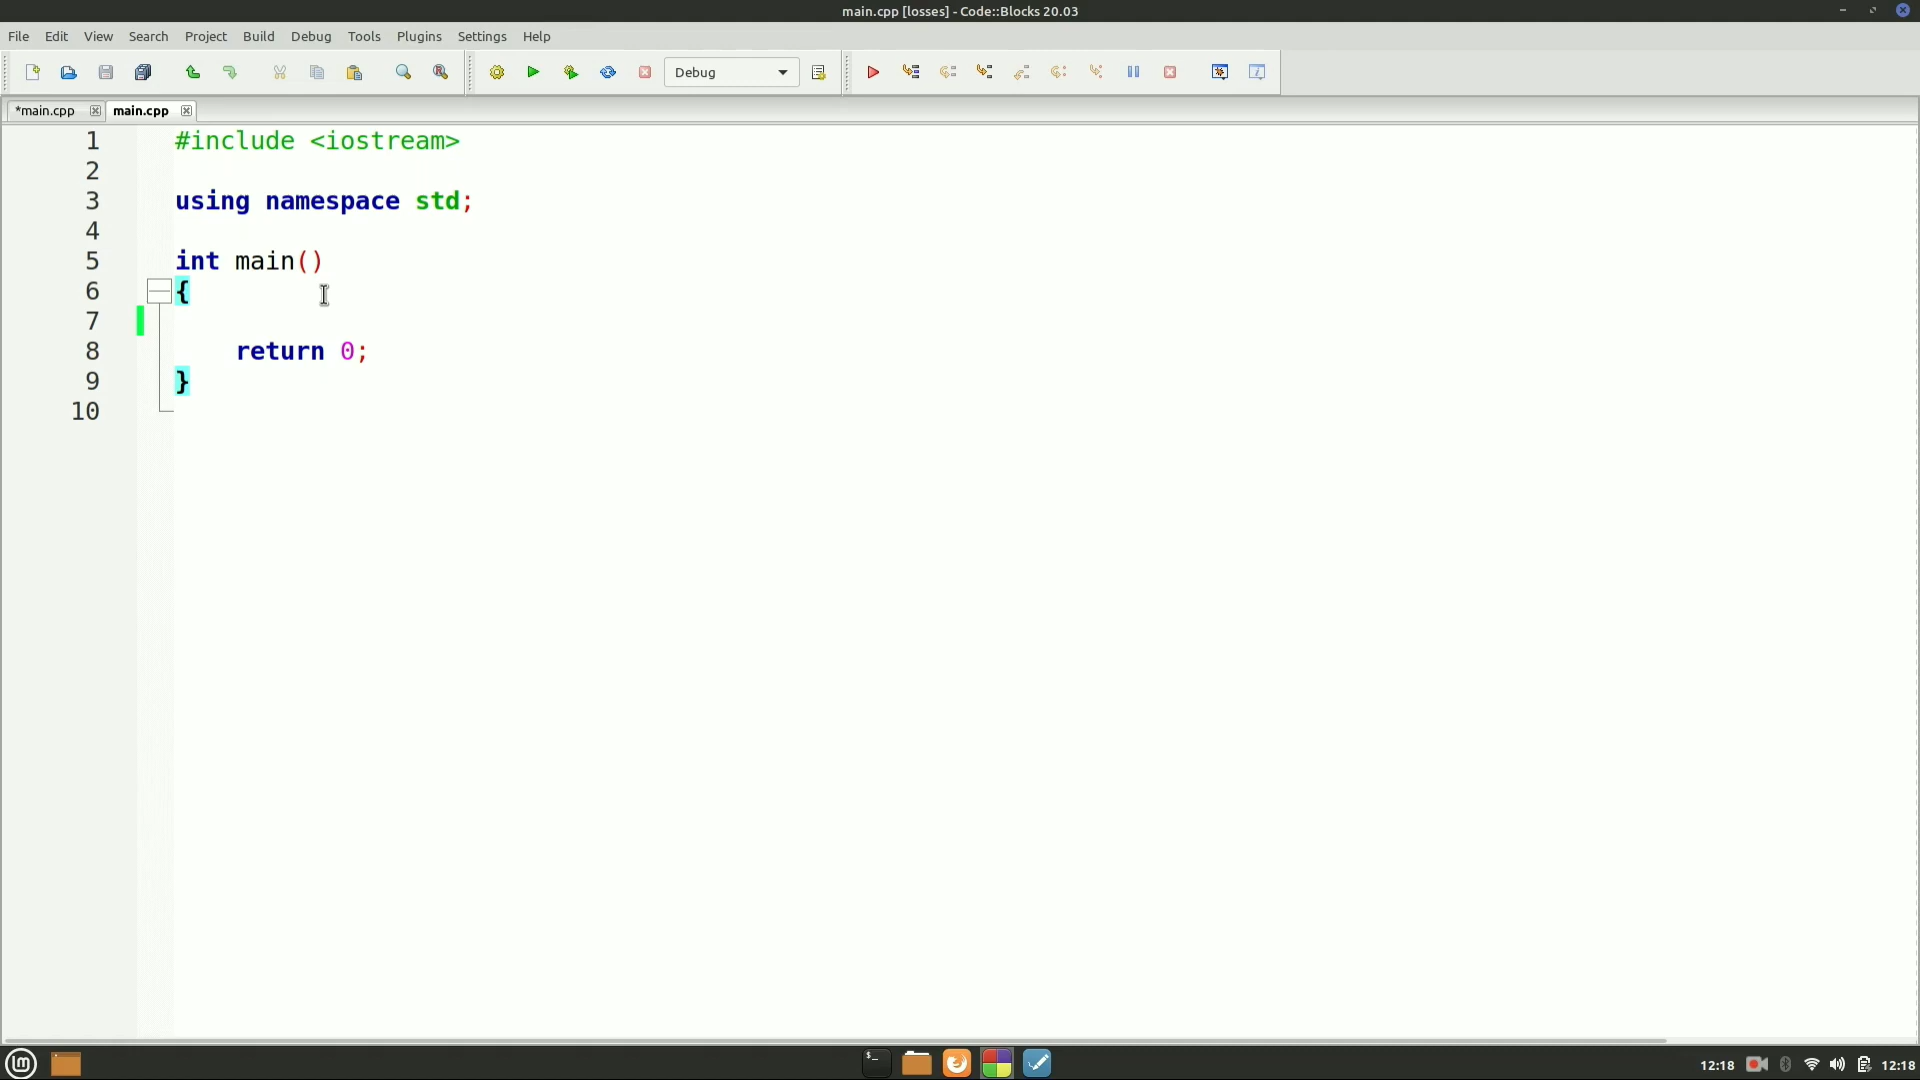 main.cpp [losses] - Code::Blocks 20.03
File Edit View Search Project Build Debug Tools Plugins Settings Help
Debug
*main.cpp main.cpp
1 #include <iostream>
2
3 using namespace std;
4
5 int main()
6 {
7
8 return 0;
9 }
10
12:18 12:18